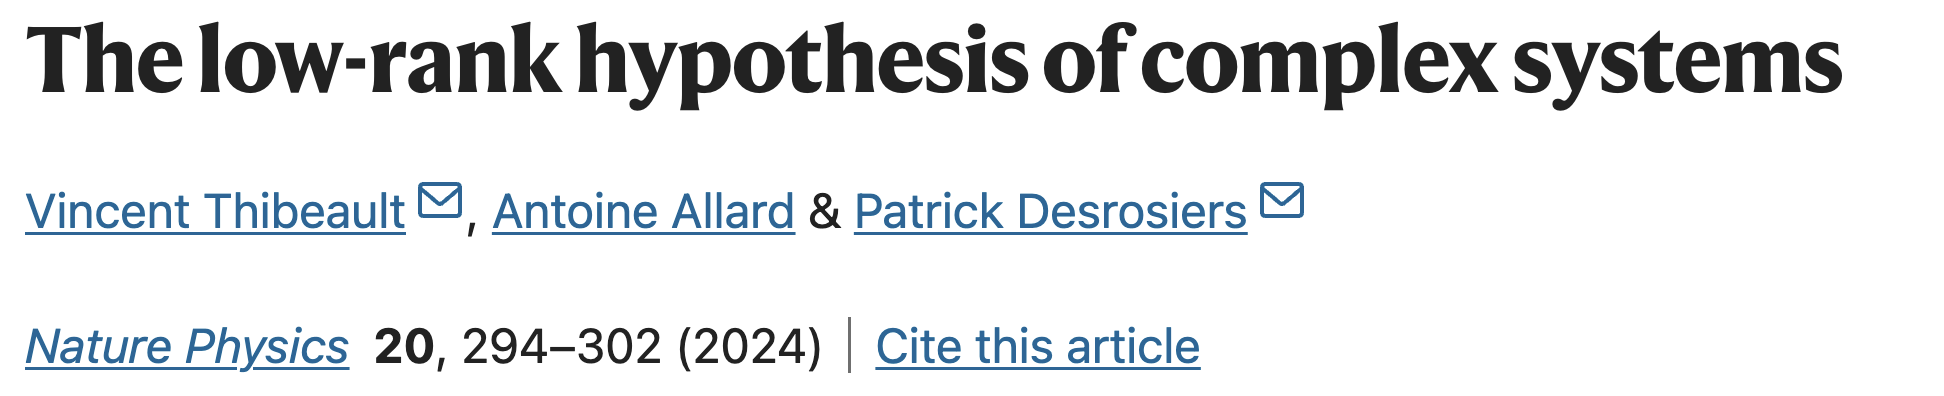 The low-rank hypothesis of complex systems
Vincent Thibeault, Antoine Allard & Patrick Desrosiers
Nature Physics 20, 294–302 (2024) | Cite this article